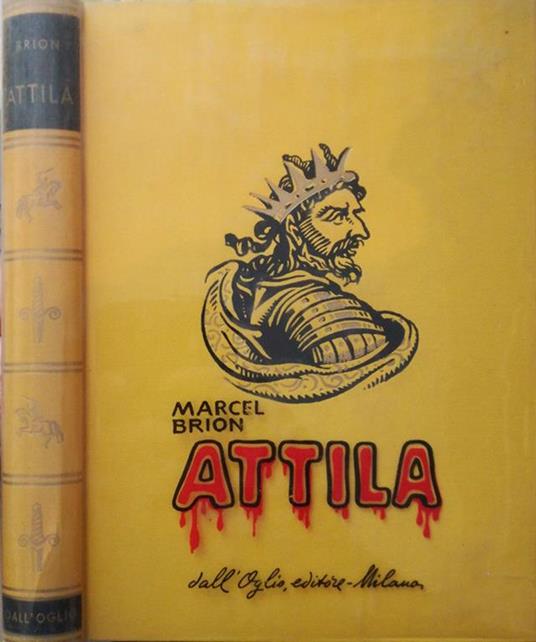 BRION
ATTILA
DALL'OGLIO
MARCEL
BRION
ATTILA
dall'Oglio, editore-Milano